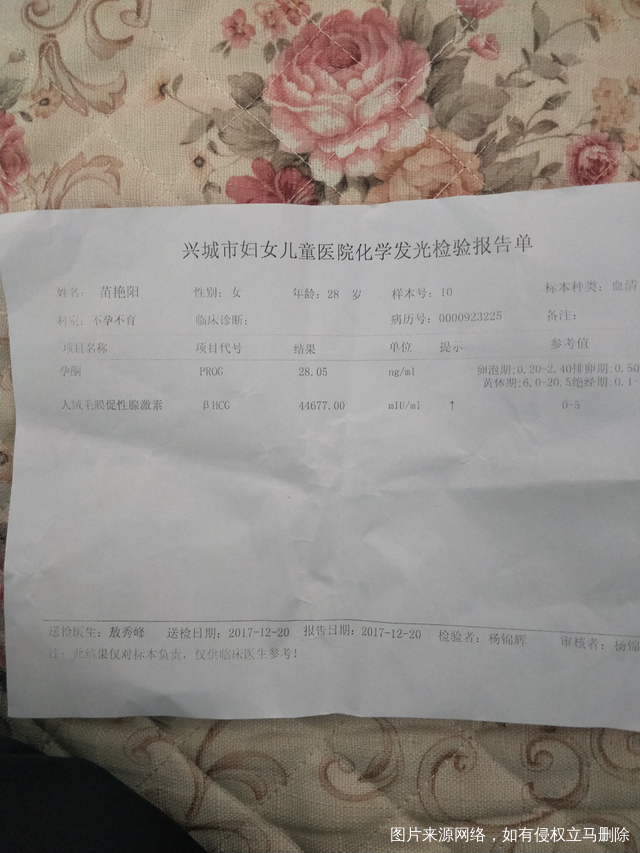 兴城市妇女儿童医院化学发光检验报告单
姓名: 苗艳阳 性别: 女 年龄: 28 岁 样本号: 10 标本种类: 血清
科室: 不孕不育 临床诊断: 病历号: 0000923225 备注:
项目名称 项目代号 结果 单位 提示 参考值
孕酮 PROG 28.05 ng/ml 卵泡期;0.20-2,40排卵期:0.50
黄体期;6.0-20.5绝经期:0.1-
人绒毛膜促性腺激素 βHCG 44677.00 mIU/ml ↑ 0-5
送检医生: 敖秀峰 送检日期: 2017-12-20 报告日期: 2017-12-20 检验者: 杨锦辉 审核者: 杨锦
注: 此结果仅对标本负责, 仅供临床医生参考!
图片来源网络，如有侵权立马删除